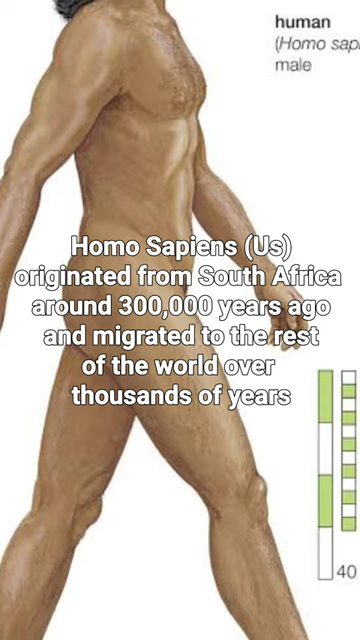 human
(Homo sap
male
Homo Sapiens (Us)
originated from South Africa
around 300,000 years ago
and migrated to the rest
of the world over
thousands of years
40